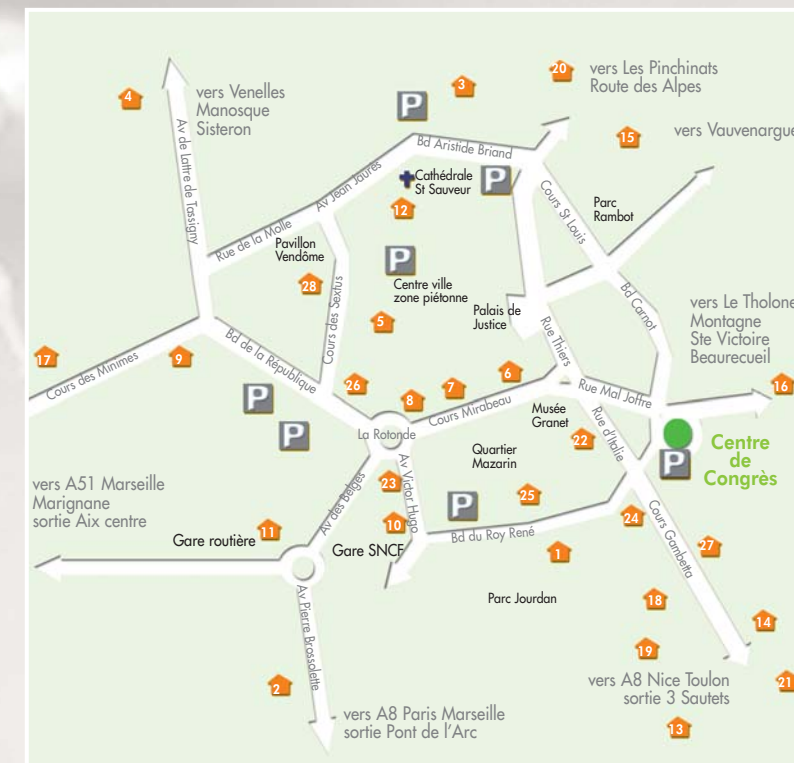 20
vers Les Pinchinats
Route des Alpes
3
4
vers Venelles
Manosque
Sisteron
P
15
vers Vauvenargue
Bd Aristide Briand
Av de Lattre de Tassigny
Av Jean Jaurès
Cathédrale
St Sauveur
P
Cours St Louis
12
Parc
Rambot
Rue de la Molle
Pavillon
Vendôme
P
28
Centre ville
zone piétonne
Cours des Sextus
Palais de
Justice
Bd Carnot
vers Le Tholone
Montagne
Ste Victoire
Beaurecueil
5
Rue Thiers
17
9
Cours des Minimes
Bd de la République
26
8
7
6
16
P
Cours Mirabeau
Rue Mal Joffre
Musée
Granet
P
La Rotonde
22
Rue d'Italie
Centre
de
Congrès
P
Quartier
Mazarin
vers A51 Marseille
Marignane
sortie Aix centre
Av des Belges
23
Av Victor Hugo
25
P
10
11
Gare routière
Gare SNCF
Bd du Roy René
24
Cours Gambetta
27
1
Parc Jourdan
Av Pierre Brossolette
18
14
19
2
vers A8 Nice Toulon
sortie 3 Sautets
21
vers A8 Paris Marseille
sortie Pont de l'Arc
13